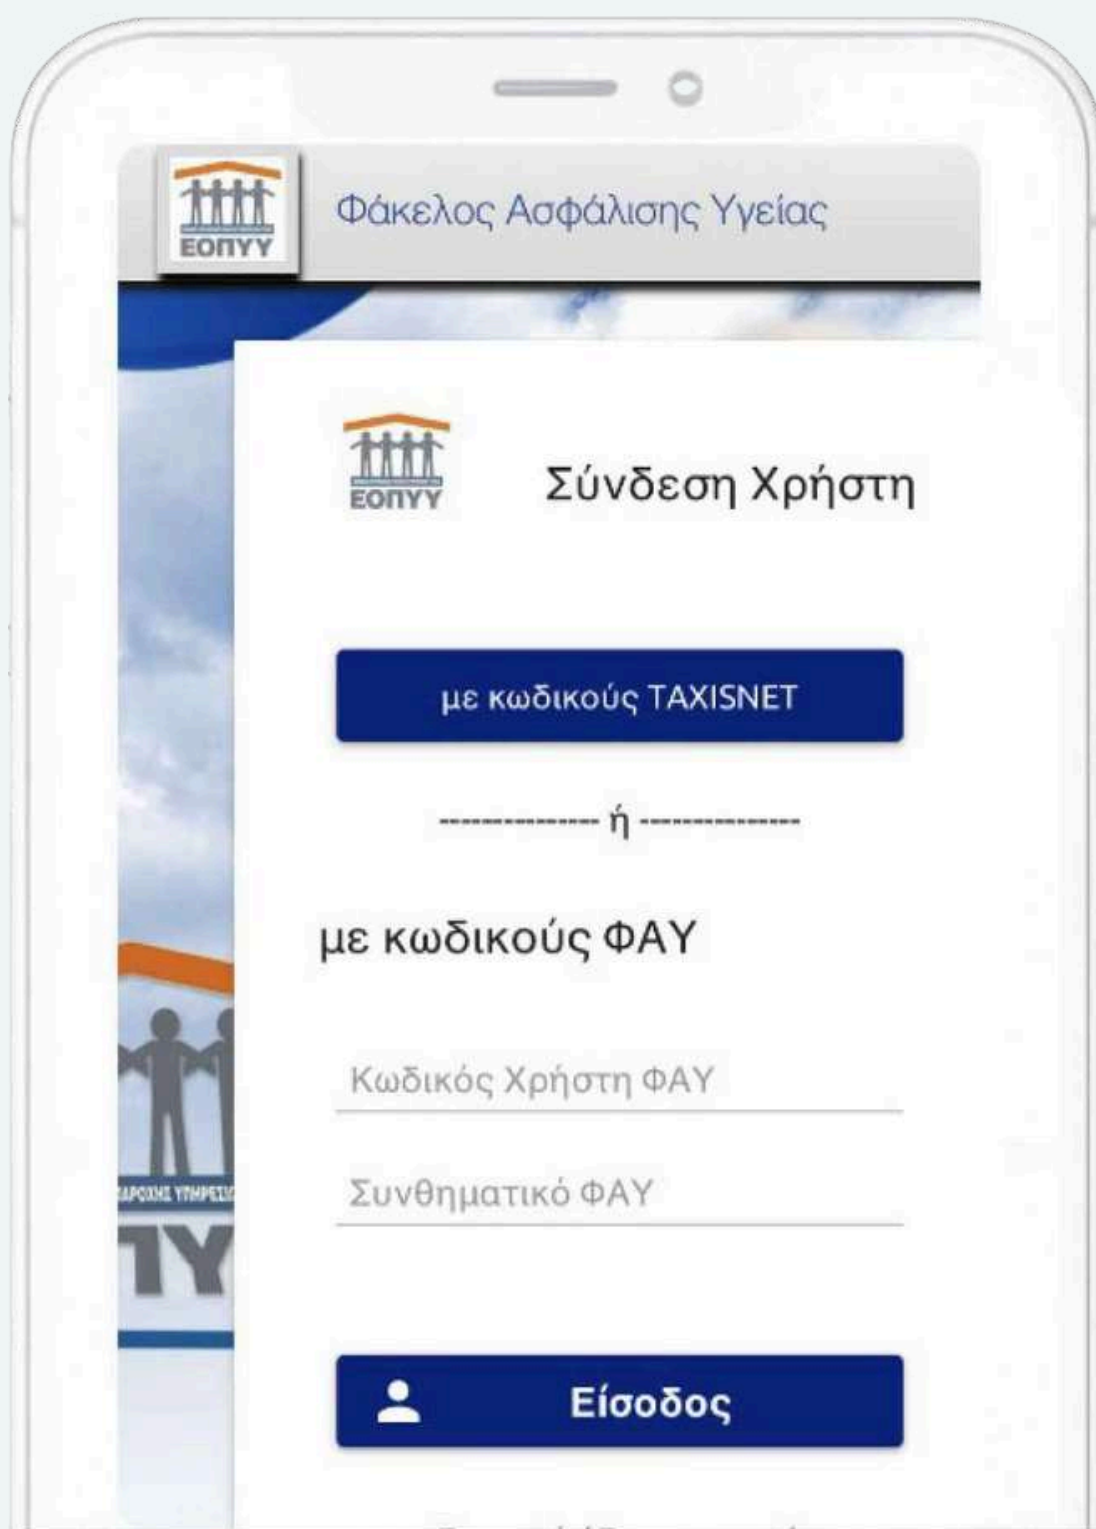 ΕΟΠΥΥ
Φάκελος Ασφάλισης Υγείας
ΕΟΠΥΥ
Σύνδεση Χρήστη
με κωδικούς TAXISNET
--------------- ή ---------------
με κωδικούς ΦΑΥ
Κωδικός Χρήστη ΦΑΥ
Συνθηματικό ΦΑΥ
ΠΥ
Είσοδος